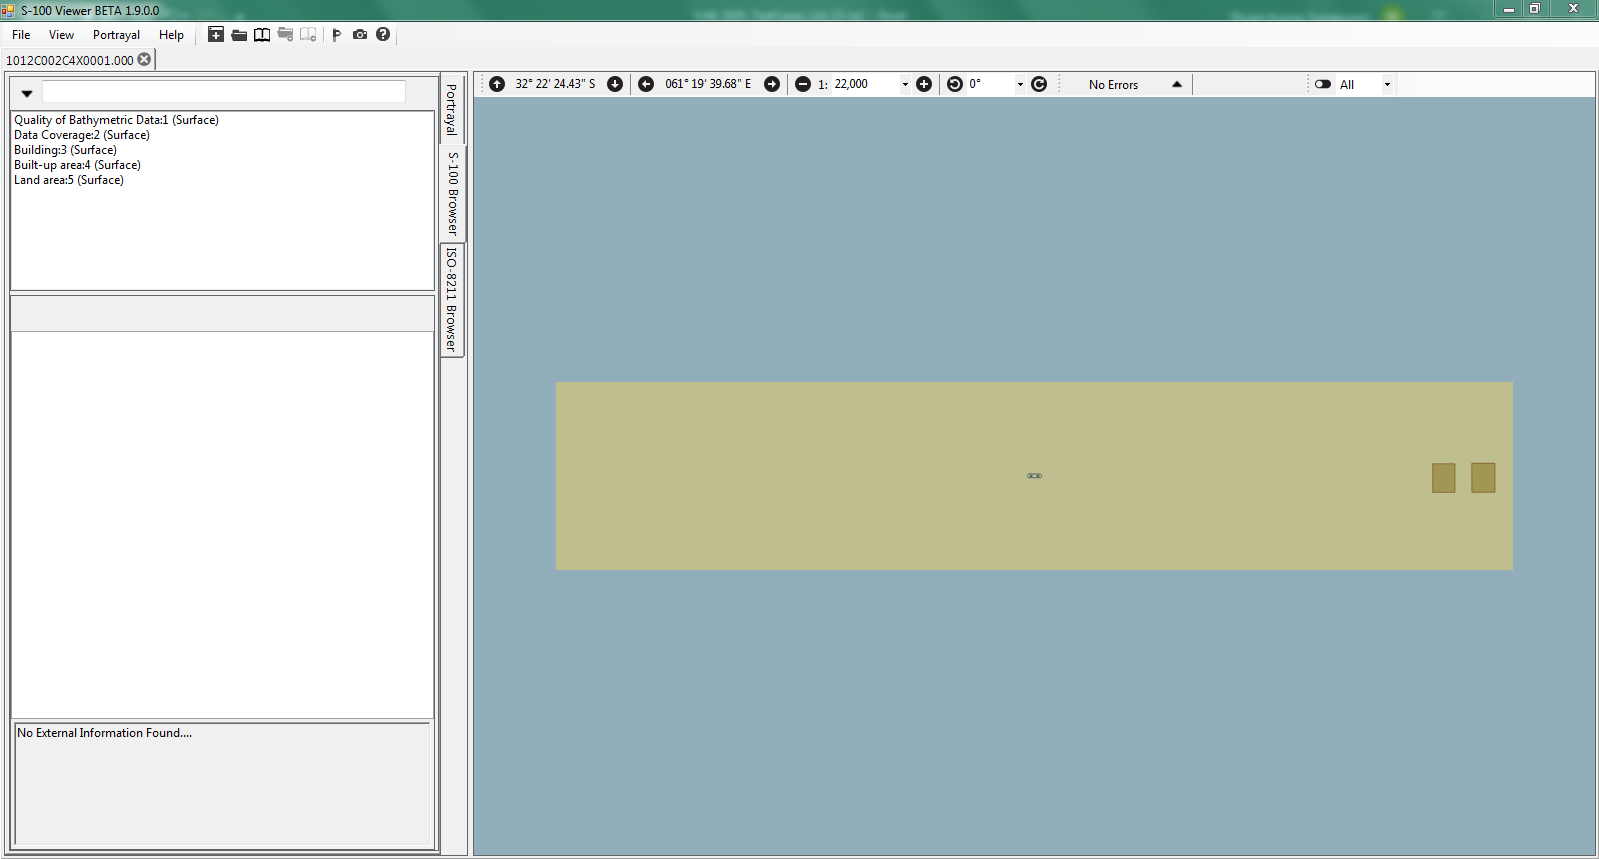 S-100 Viewer BETA 1.9.0.0
File View Portrayal Help
1012C002C4X0001.000
32° 22' 24.43" S 061° 19' 39.68" E 1: 22,000 0° No Errors All
Quality of Bathymetric Data:1 (Surface)
Data Coverage:2 (Surface)
Building:3 (Surface)
Built-up area:4 (Surface)
Land area:5 (Surface)
Portrayal
S-100 Browser
ISO-8211 Browser
No External Information Found....